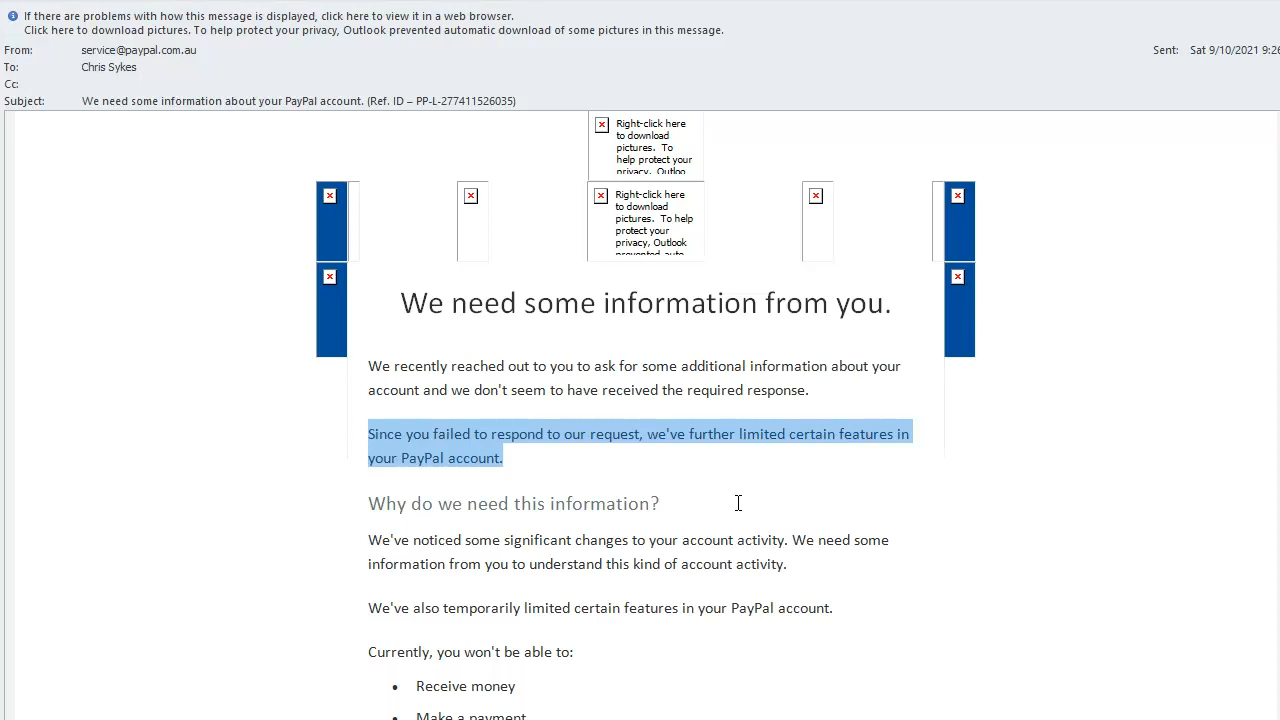 If there are problems with how this message is displayed, click here to view it in a web browser.
Click here to download pictures. To help protect your privacy, Outlook prevented automatic download of some pictures in this message.
From: service@paypal.com.au
Sent: Sat 9/10/2021 9:26
To: Chris Sykes
Cc:
Subject: We need some information about your PayPal account. (Ref. ID – PP-L-277411526035)
Right-click here
to download
pictures. To
help protect your
privacy, Outloo
Right-click here
to download
pictures. To help
protect your
privacy, Outlook
prevented auto
We need some information from you.
We recently reached out to you to ask for some additional information about your
account and we don't seem to have received the required response.
Since you failed to respond to our request, we've further limited certain features in
your PayPal account.
Why do we need this information?
We've noticed some significant changes to your account activity. We need some
information from you to understand this kind of account activity.
We've also temporarily limited certain features in your PayPal account.
Currently, you won't be able to:
• Receive money
• Make a payment